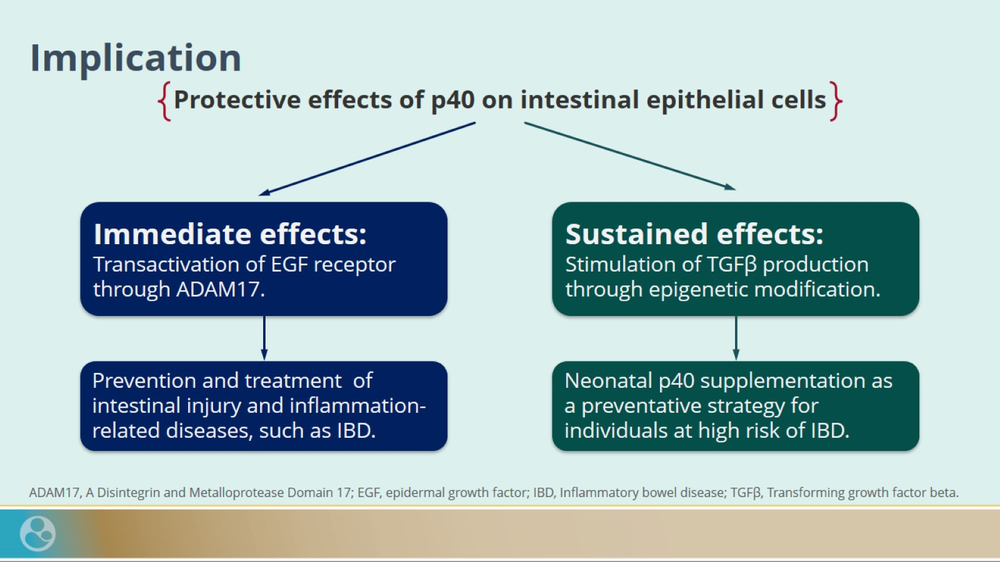 Implication
{Protective effects of p40 on intestinal epithelial cells}
Immediate effects:
Transactivation of EGF receptor
through ADAM17.
Sustained effects:
Stimulation of TGFβ production
through epigenetic modification.
Prevention and treatment  of
intestinal injury and inflammation-
related diseases, such as IBD.
Neonatal p40 supplementation as
a preventative strategy for
individuals at high risk of IBD.
ADAM17, A Disintegrin and Metalloprotease Domain 17; EGF, epidermal growth factor; IBD, Inflammatory bowel disease; TGFβ, Transforming growth factor beta.